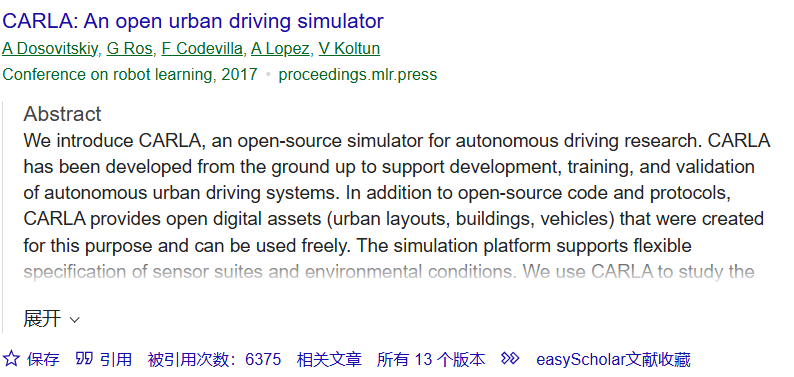 CARLA: An open urban driving simulator
A Dosovitskiy, G Ros, F Codevilla, A Lopez, V Koltun
Conference on robot learning, 2017 • proceedings.mlr.press
Abstract
We introduce CARLA, an open-source simulator for autonomous driving research. CARLA
has been developed from the ground up to support development, training, and validation
of autonomous urban driving systems. In addition to open-source code and protocols,
CARLA provides open digital assets (urban layouts, buildings, vehicles) that were created
for this purpose and can be used freely. The simulation platform supports flexible
specification of sensor suites and environmental conditions. We use CARLA to study the
展开
保存 引用 被引用次数：6375 相关文章 所有 13 个版本 easyScholar文献收藏